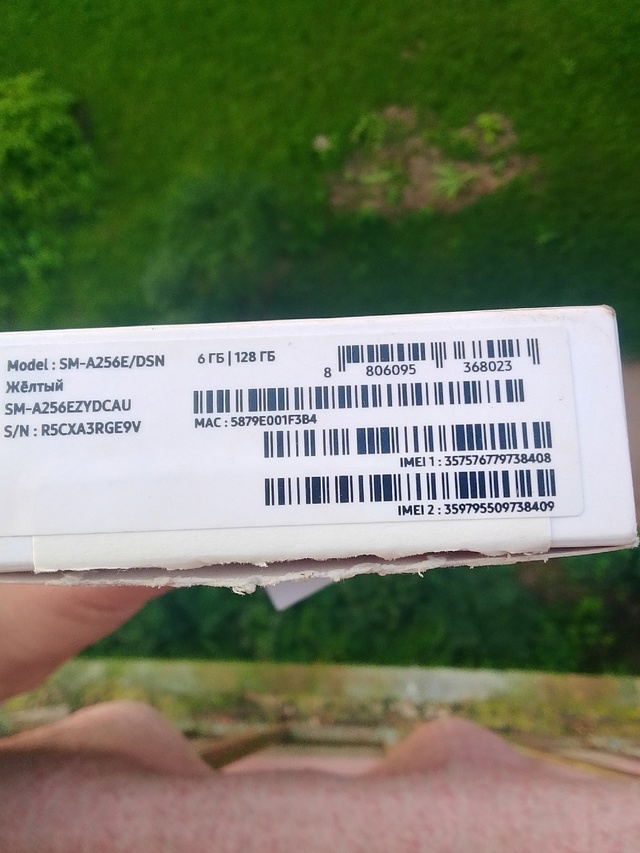 Model : SM-A256E/DSN
Жёлтый
SM-A256EZYDCAU
S/N : R5CXA3RGE9V
6 ГБ | 128 ГБ
8 806095 368023
MAC : 5879E001F3B4
IMEI 1 : 357576779738408
IMEI 2 : 359795509738409